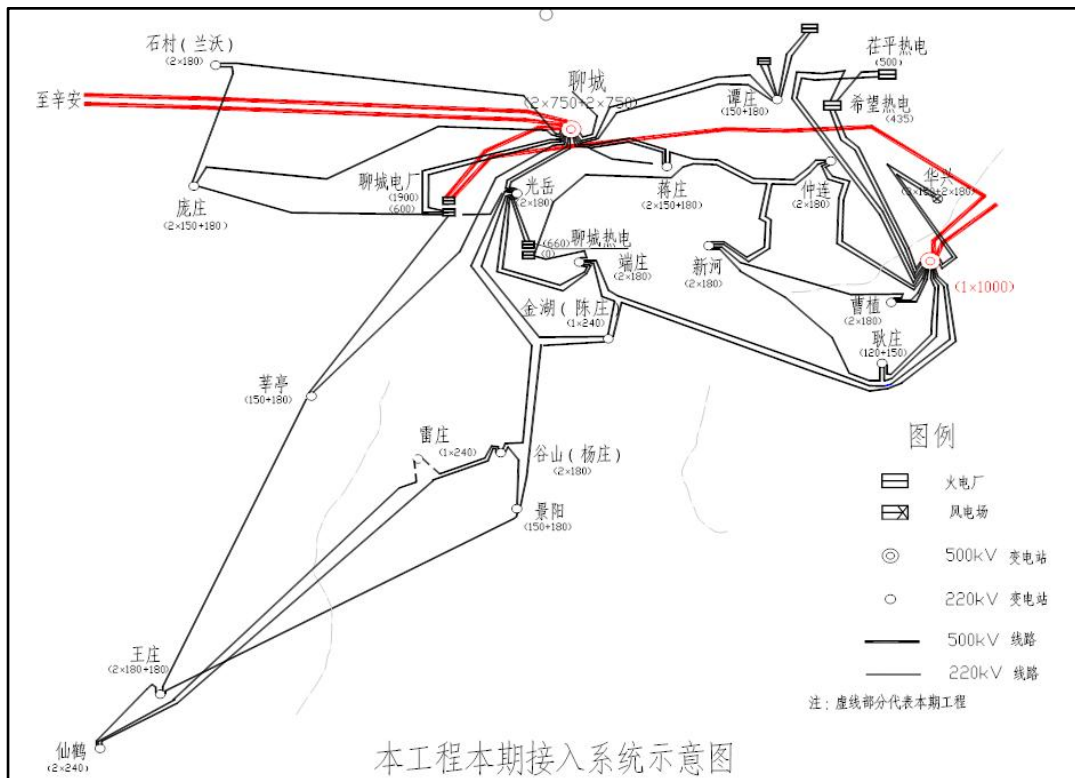 石村(兰沃)
(2×180)
至辛安
聊城
(2×750+2×750)
谭庄
(150+180)
茌平热电
(500)
希望热电
(435)
聊城电厂
(1900)
(600)
庞庄
(2×150+180)
光岳
(2×180)
蒋庄
(2×150+180)
仲连
(2×180)
华兴
(660)
聊城热电
(0)
端庄
(2×180)
新河
(2×180)
(1×1000)
曹植
(2×180)
金湖(陈庄)
(1×240)
耿庄
(120+150)
莘亭
(150+180)
雷庄
(1×240)
谷山(杨庄)
(2×180)
景阳
(150+180)
王庄
(2×180+180)
仙鹤
(2×240)
图例
火电厂
风电场
500kV 变电站
220kV 变电站
500kV 线路
220kV 线路
注：虚线部分代表本期工程
本工程本期接入系统示意图